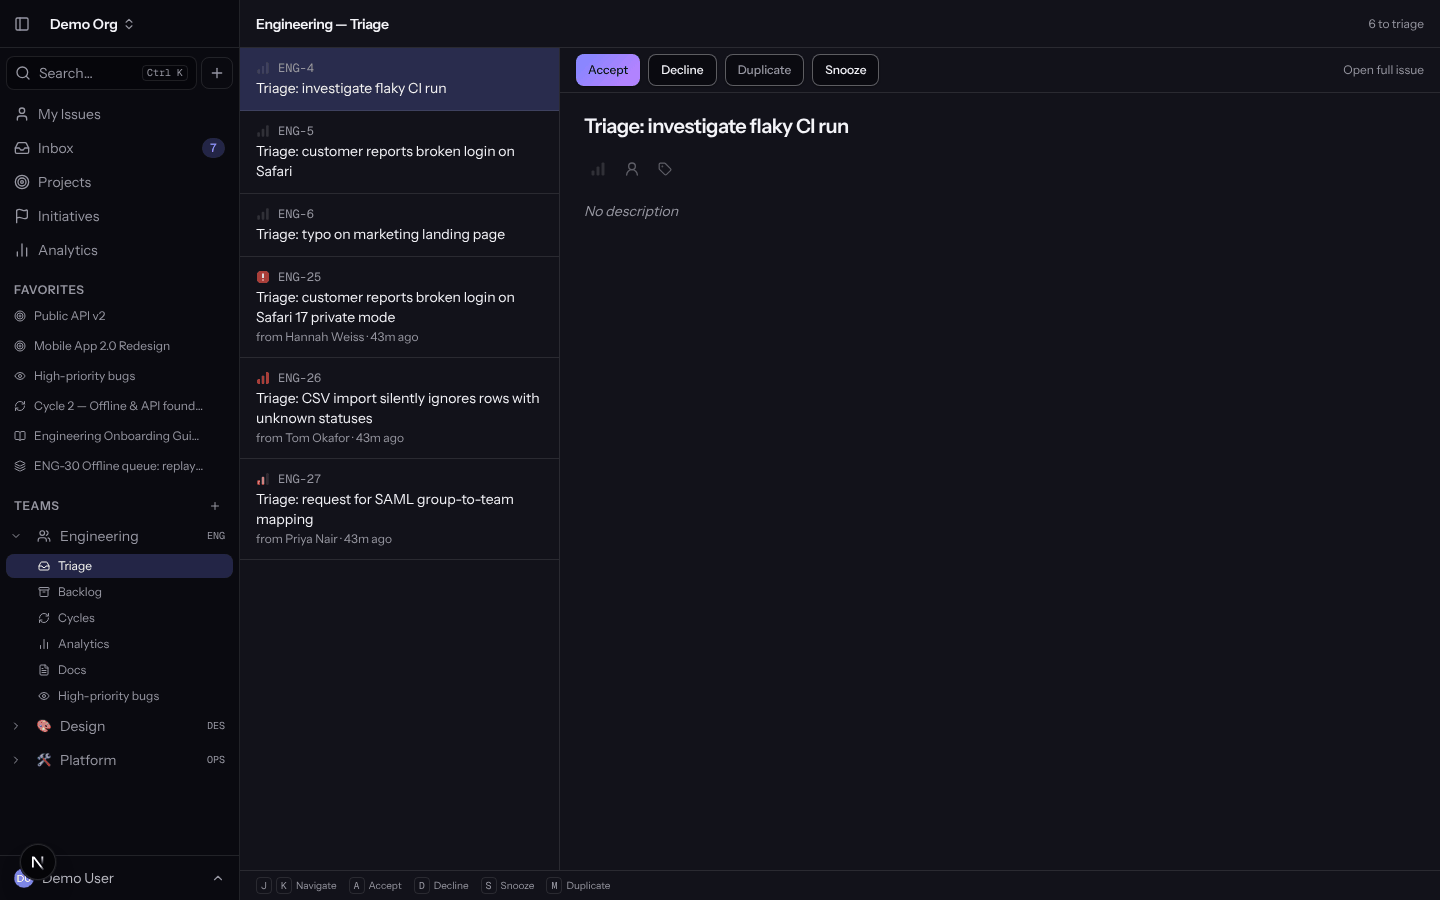 Demo Org
Engineering — Triage
6 to triage
Search...
Ctrl K
My Issues
Inbox
7
Projects
Initiatives
Analytics
FAVORITES
Public API v2
Mobile App 2.0 Redesign
High-priority bugs
Cycle 2 — Offline & API found...
Engineering Onboarding Gui...
ENG-30 Offline queue: replay...
TEAMS
Engineering
ENG
Triage
Backlog
Cycles
Analytics
Docs
High-priority bugs
Design
DES
Platform
OPS
N
Demo User
ENG-4
Triage: investigate flaky CI run
ENG-5
Triage: customer reports broken login on
Safari
ENG-6
Triage: typo on marketing landing page
ENG-25
Triage: customer reports broken login on
Safari 17 private mode
from Hannah Weiss · 43m ago
ENG-26
Triage: CSV import silently ignores rows with
unknown statuses
from Tom Okafor · 43m ago
ENG-27
Triage: request for SAML group-to-team
mapping
from Priya Nair · 43m ago
Accept
Decline
Duplicate
Snooze
Open full issue
Triage: investigate flaky CI run
No description
J K Navigate A Accept D Decline S Snooze M Duplicate